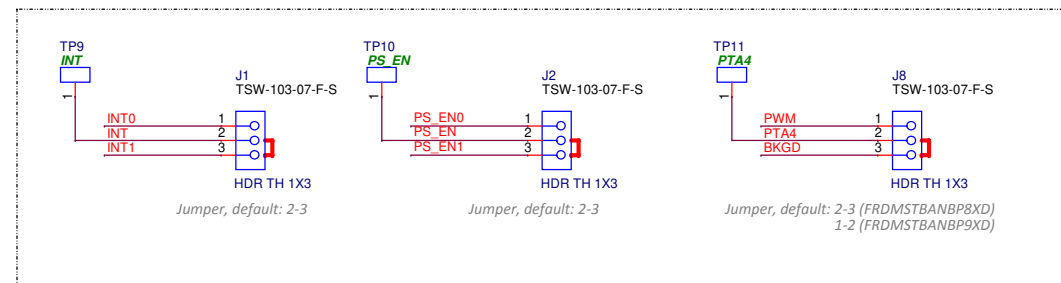 TP9
INT
1
J1
TSW-103-07-F-S
INT0
1
INT
2
INT1
3
HDR TH 1X3
Jumper, default: 2-3
TP10
PS_EN
1
J2
TSW-103-07-F-S
PS_EN0
1
PS_EN
2
PS_EN1
3
HDR TH 1X3
Jumper, default: 2-3
TP11
PTA4
1
J8
TSW-103-07-F-S
PWM
1
PTA4
2
BKGD
3
HDR TH 1X3
Jumper, default: 2-3 (FRDMSTBANBP8XD)
1-2 (FRDMSTBANBP9XD)